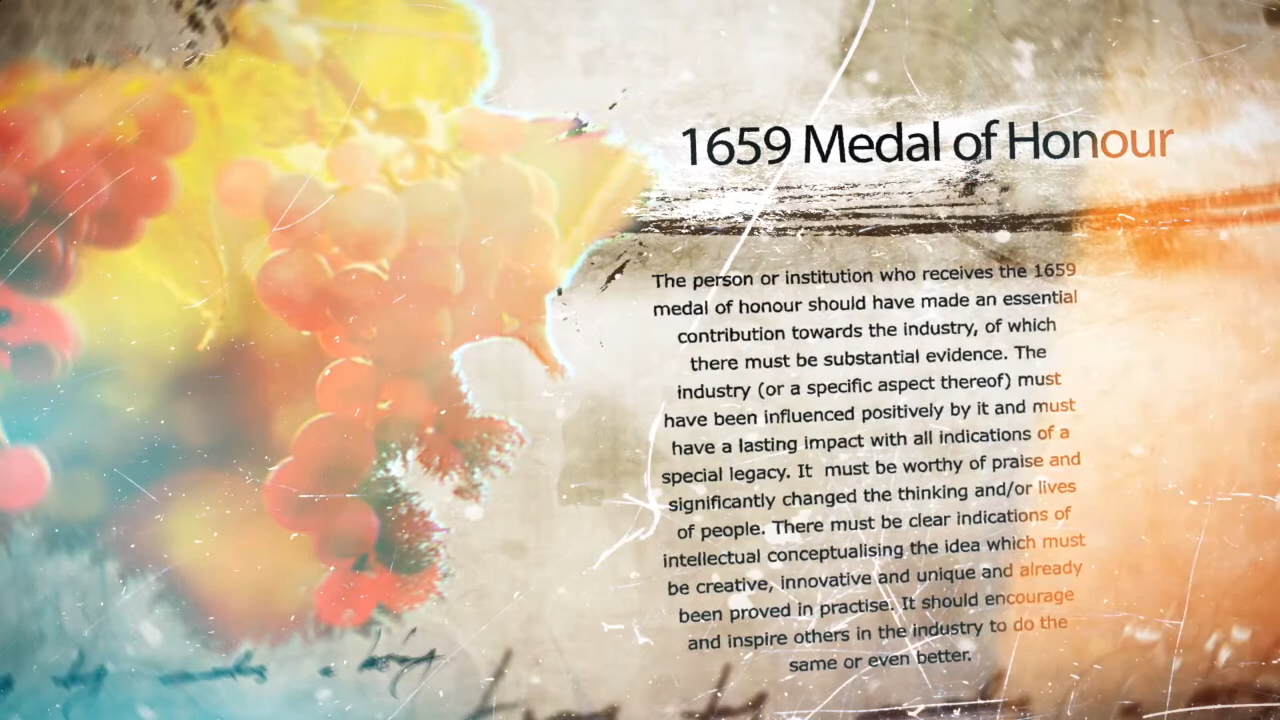 1659 Medal of Honour
The person or institution who receives the 1659
medal of honour should have made an essential
contribution towards the industry, of which
there must be substantial evidence. The
industry (or a specific aspect thereof) must
have been influenced positively by it and must
have a lasting impact with all indications of a
special legacy. It  must be worthy of praise and
significantly changed the thinking and/or lives
of people. There must be clear indications of
intellectual conceptualising the idea which must
be creative, innovative and unique and already
been proved in practise. It should encourage
and inspire others in the industry to do the
same or even better.